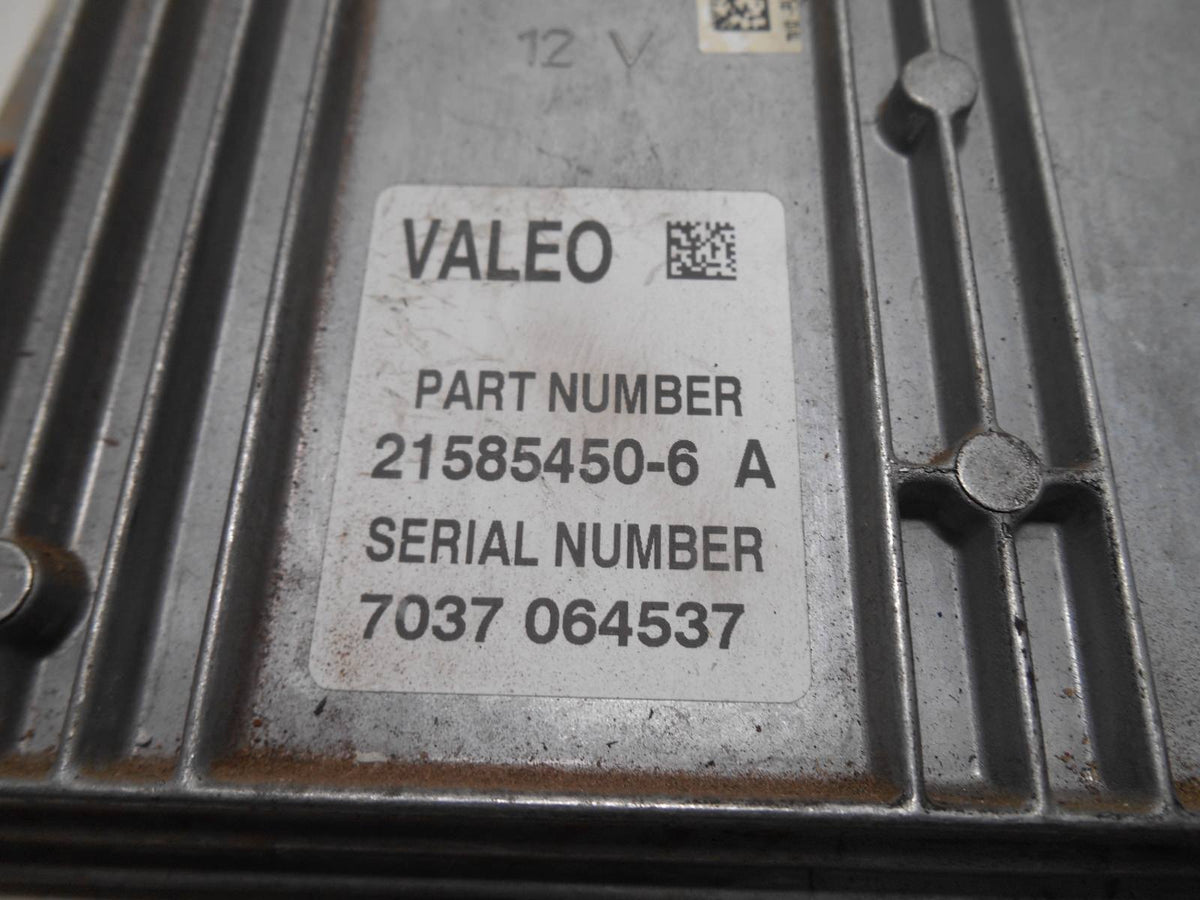 12 V
VALEO
PART NUMBER
21585450-6 A
SERIAL NUMBER
7037 064537